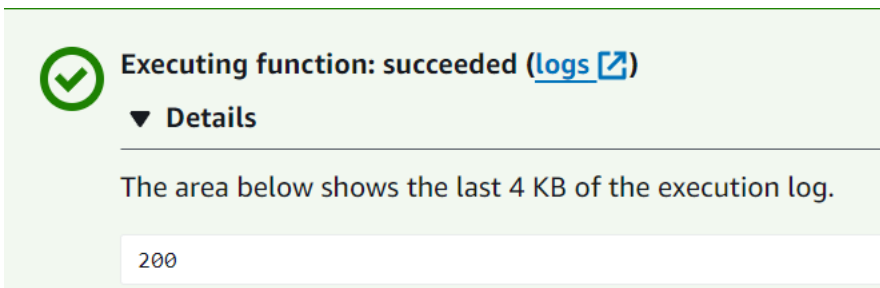 Executing function: succeeded (logs)
Details
The area below shows the last 4 KB of the execution log.
200